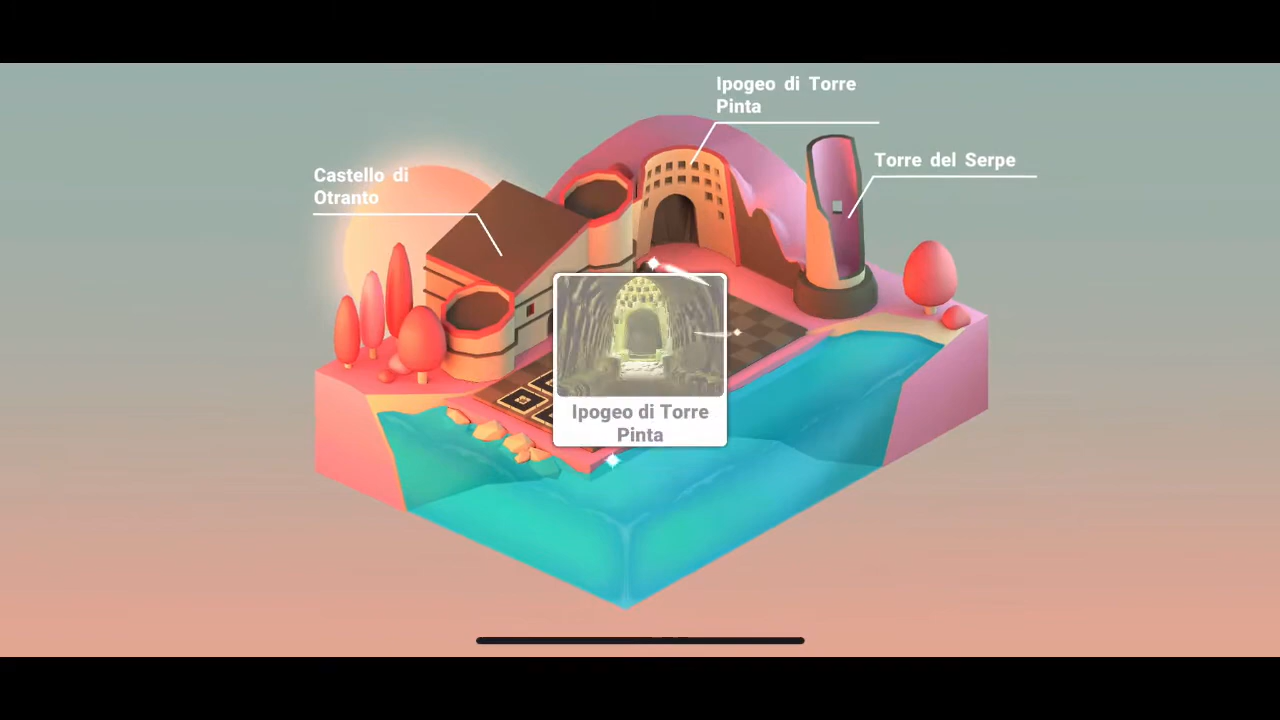 Ipogeo di Torre
Pinta
Torre del Serpe
Castello di
Otranto
Ipogeo di Torre
Pinta